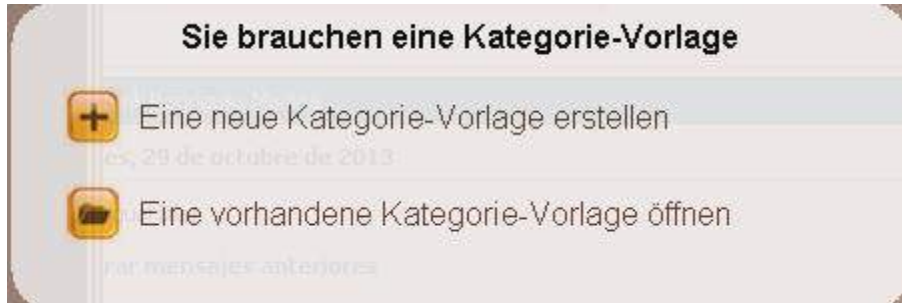 Sie brauchen eine Kategorie-Vorlage
Eine neue Kategorie-Vorlage erstellen
es, 29 de octubre de 2013
Eine vorhandene Kategorie-Vorlage öffnen
rar mensajes anteriores